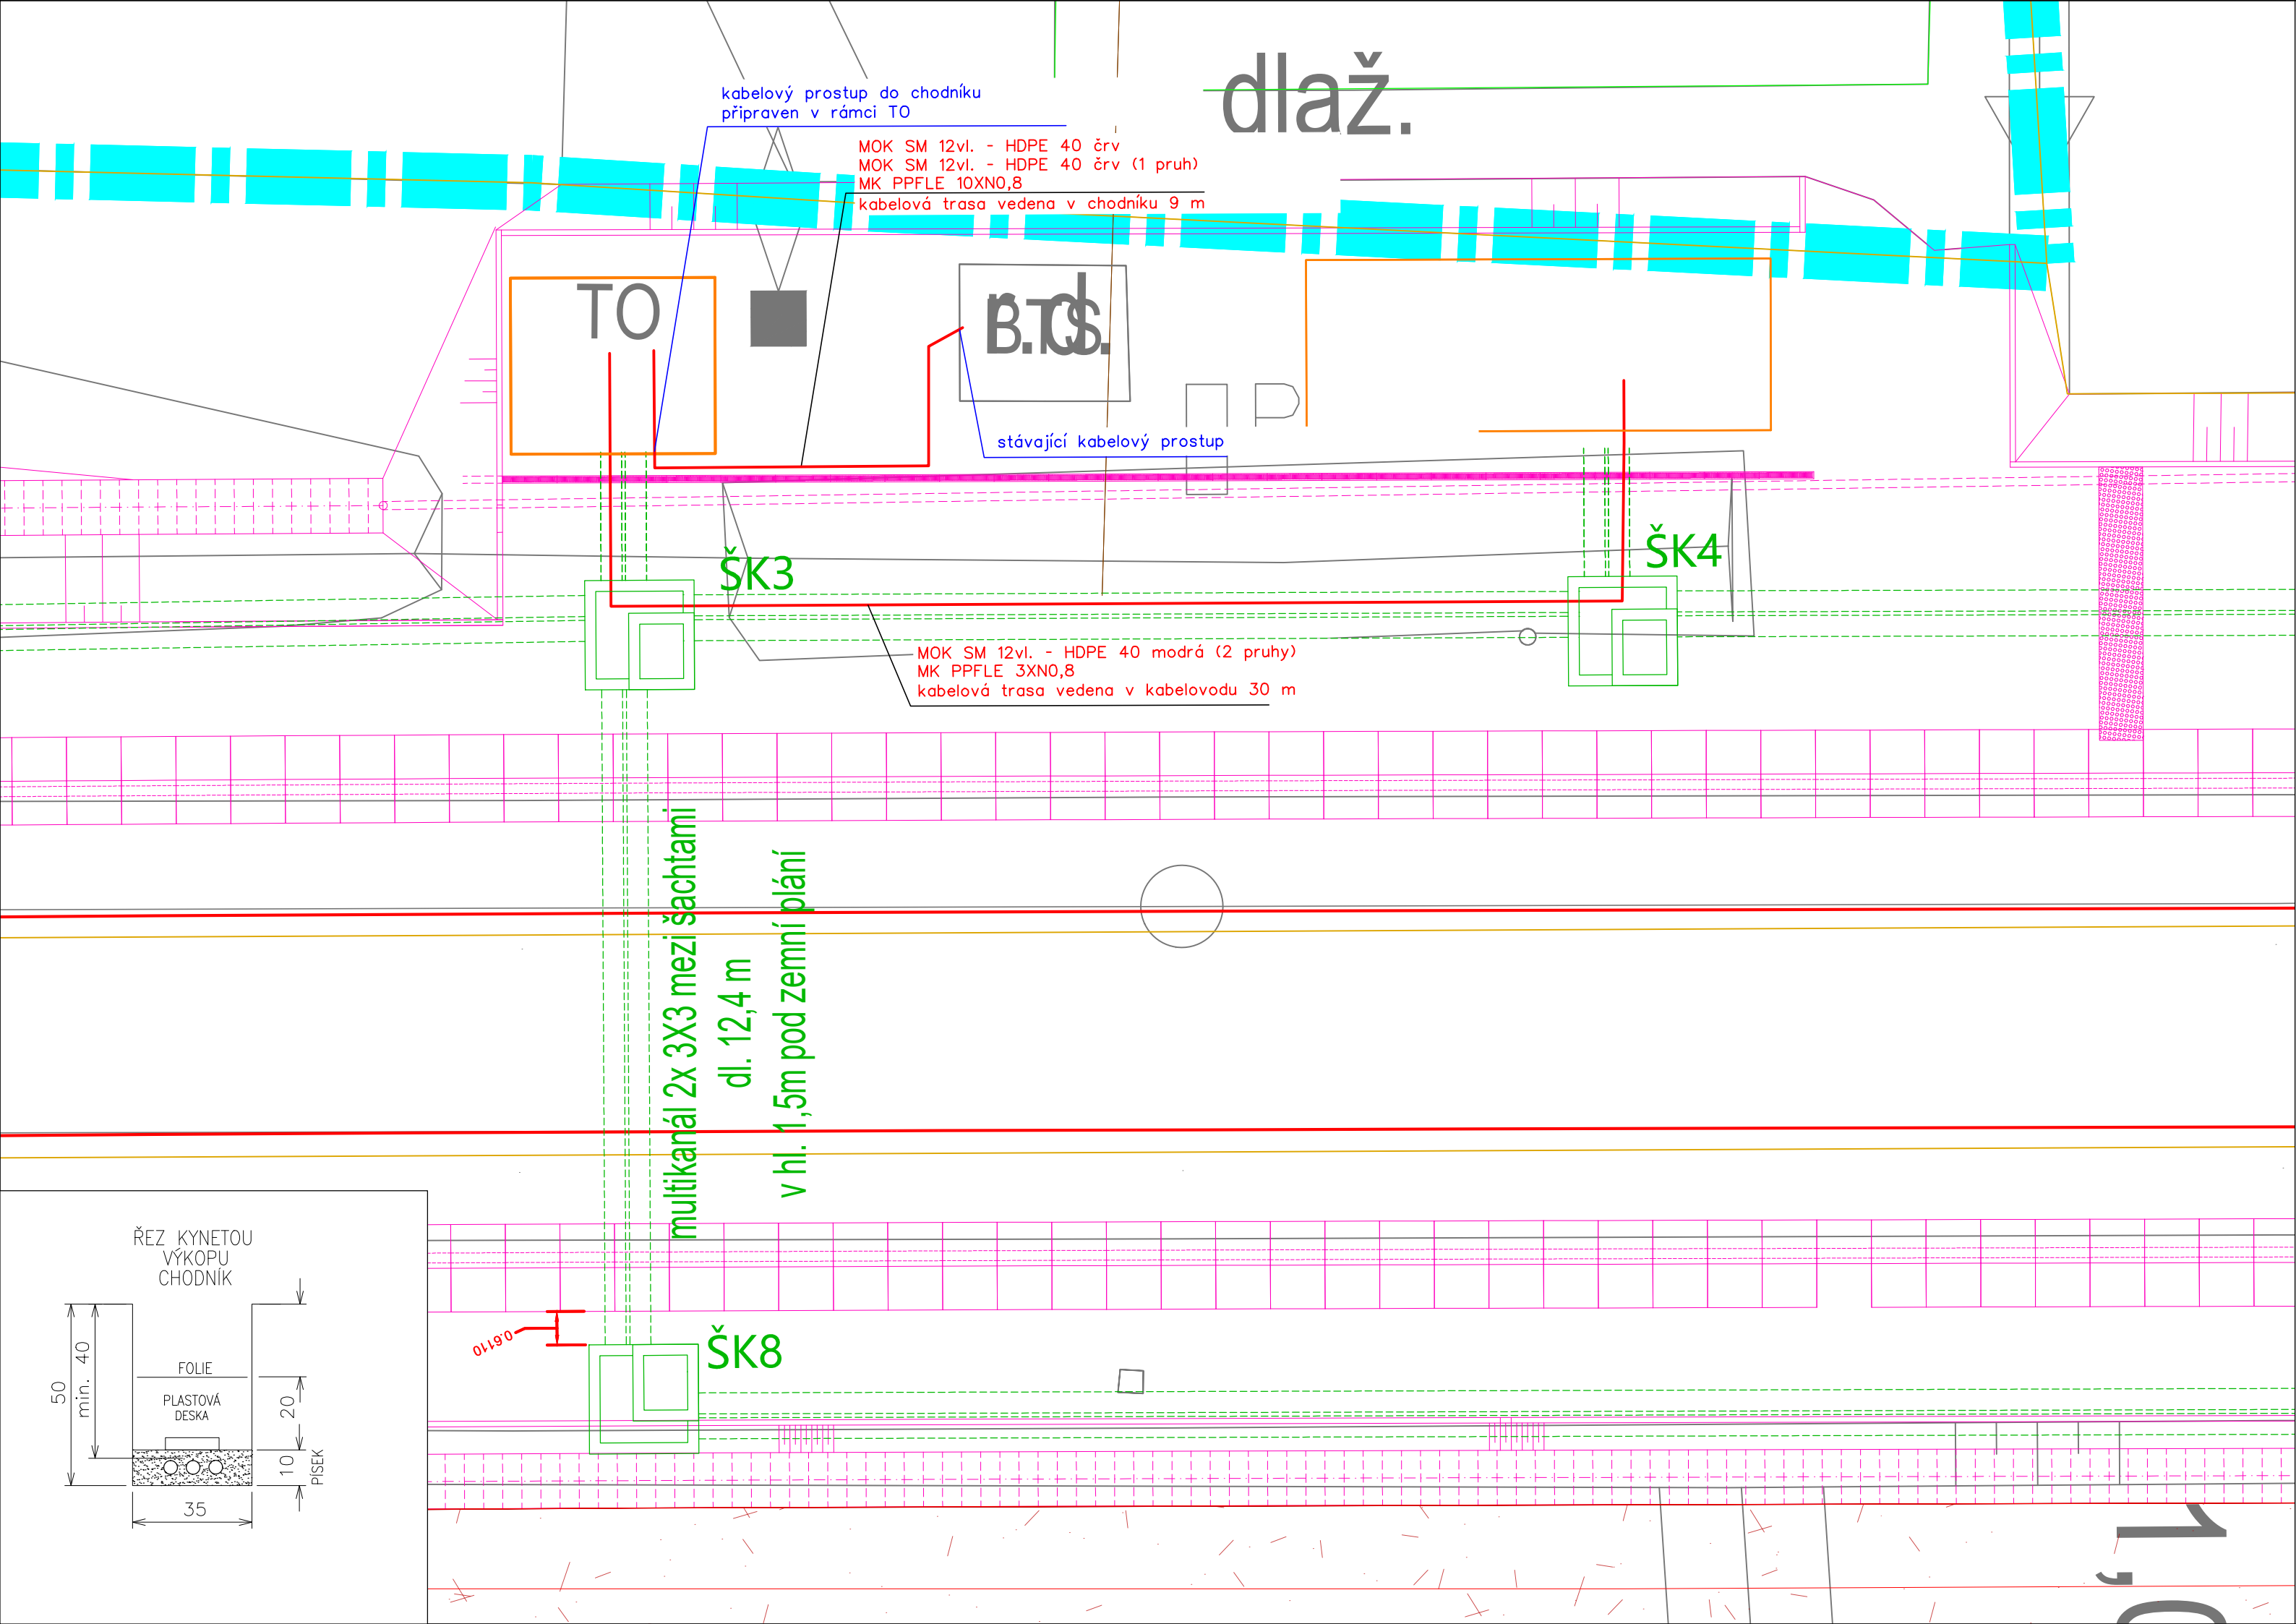 dlaž.
kabelový prostup do chodníku
připraven v rámci TO
MOK SM 12vl. - HDPE 40 črv
MOK SM 12vl. - HDPE 40 črv (1 pruh)
MK PPFLE 10XN0,8
kabelová trasa vedena v chodníku 9 m
TO
stávající kabelový prostup
ŠK3
ŠK4
MOK SM 12vl. - HDPE 40 modrá (2 pruhy)
MK PPFLE 3XN0,8
kabelová trasa vedena v kabelovodu 30 m
multikanál 2x 3X3 mezi šachtami
dl. 12,4 m
v hl. 1,5m pod zemní plání
0.6110
ŠK8
ŘEZ KYNETOU
VÝKOPU
CHODNÍK
50
min. 40
FOLIE
PLASTOVÁ
DESKA
20
10
PÍSEK
35